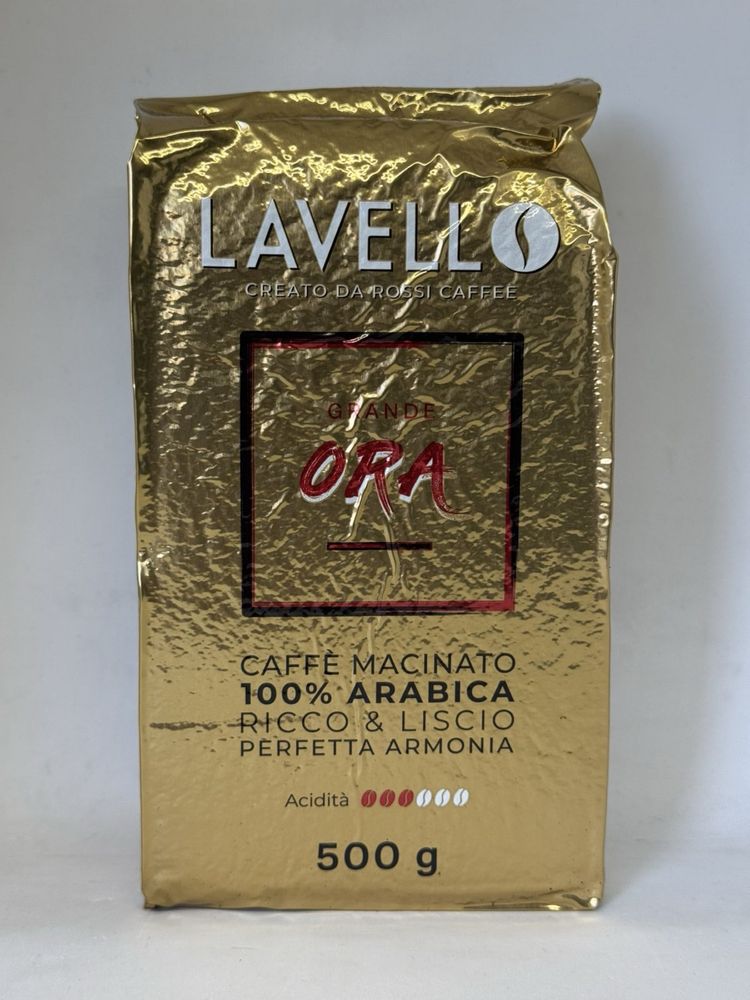 LAVELLO
CREATO DA ROSSI CAFFEE
GRANDE
ORA
CAFFÈ MACINATO
100% ARABICA
RICCO & LISCIO
PERFETTA ARMONIA
Acidità
500 g